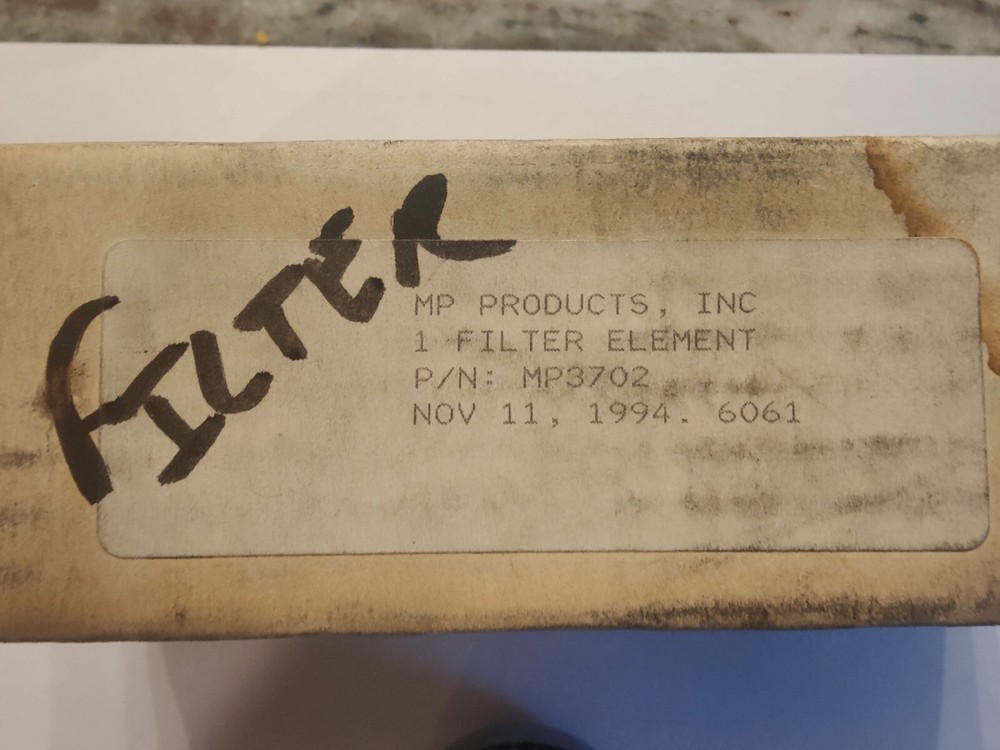 FILTER
MP PRODUCTS, INC
1 FILTER ELEMENT
P/N: MP3702
NOV 11, 1994. 6061